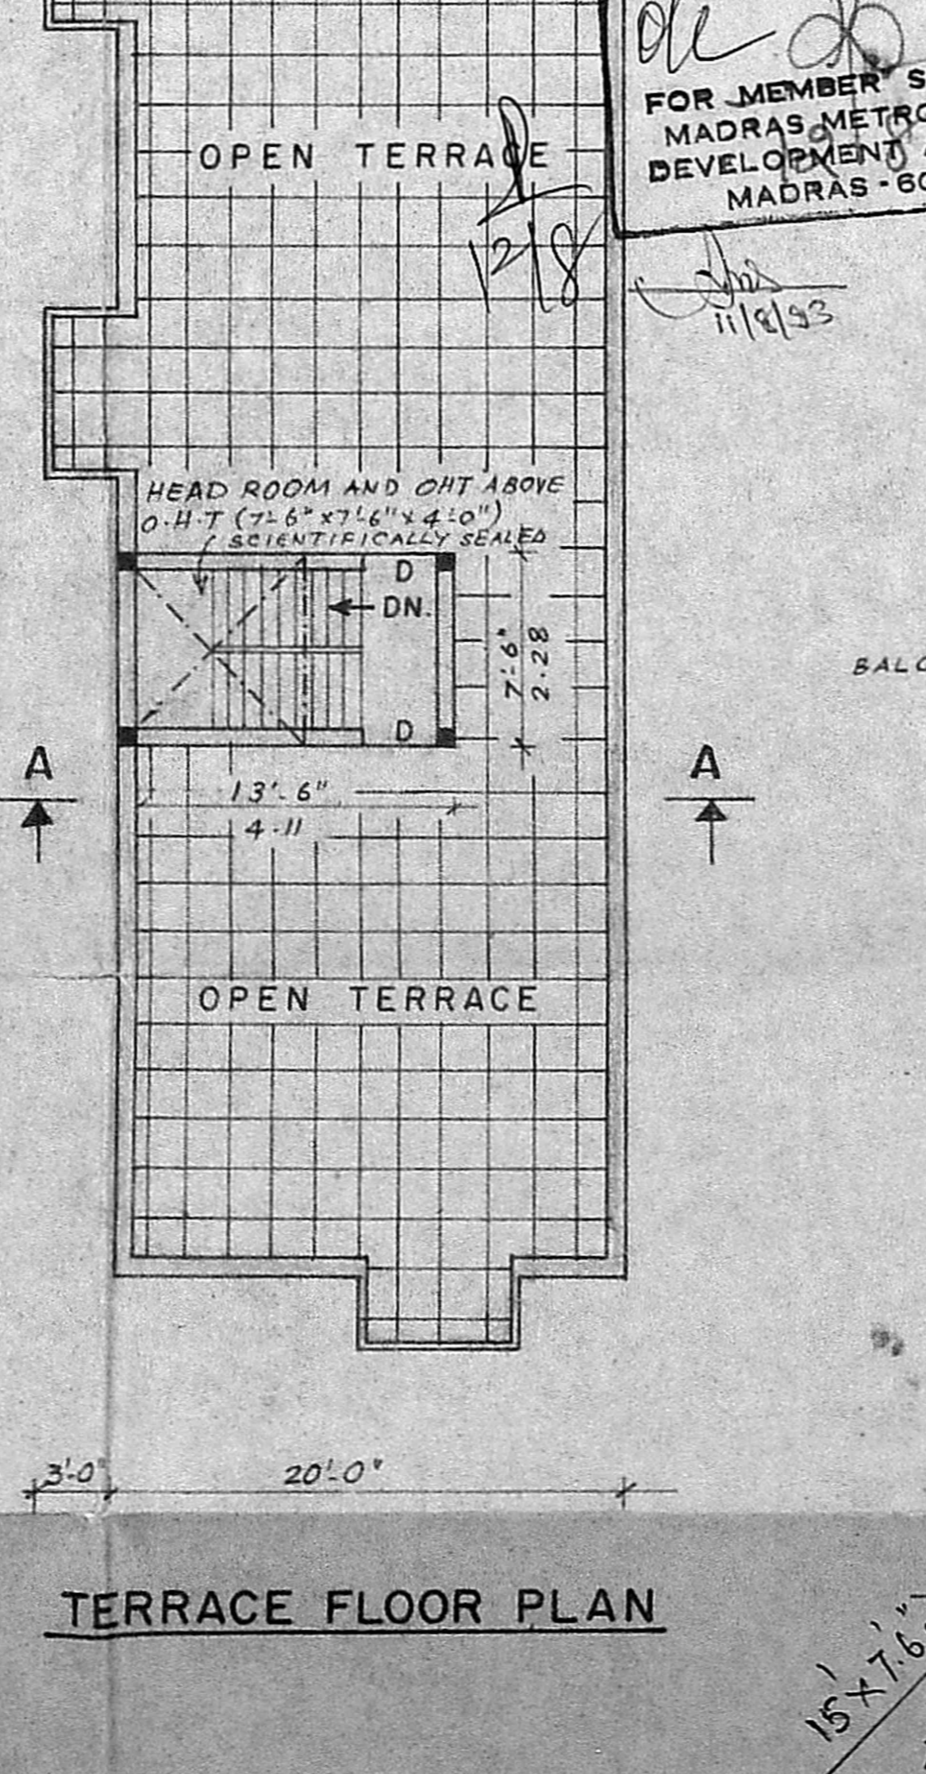 OK
FOR MEMBER S
MADRAS METRO
DEVELOPMENT A
MADRAS - 60
OPEN TERRACE
12/8
11/8/93
HEAD ROOM AND OHT ABOVE
O.H.T (7'-6" x 7'-6" x 4'-0")
SCIENTIFICALLY SEALED
D
DN.
7'-6"
2.28
BALC
D
A
A
13'-6"
4.11
OPEN TERRACE
3'-0"
20'-0"
TERRACE FLOOR PLAN
15' X 7.6"